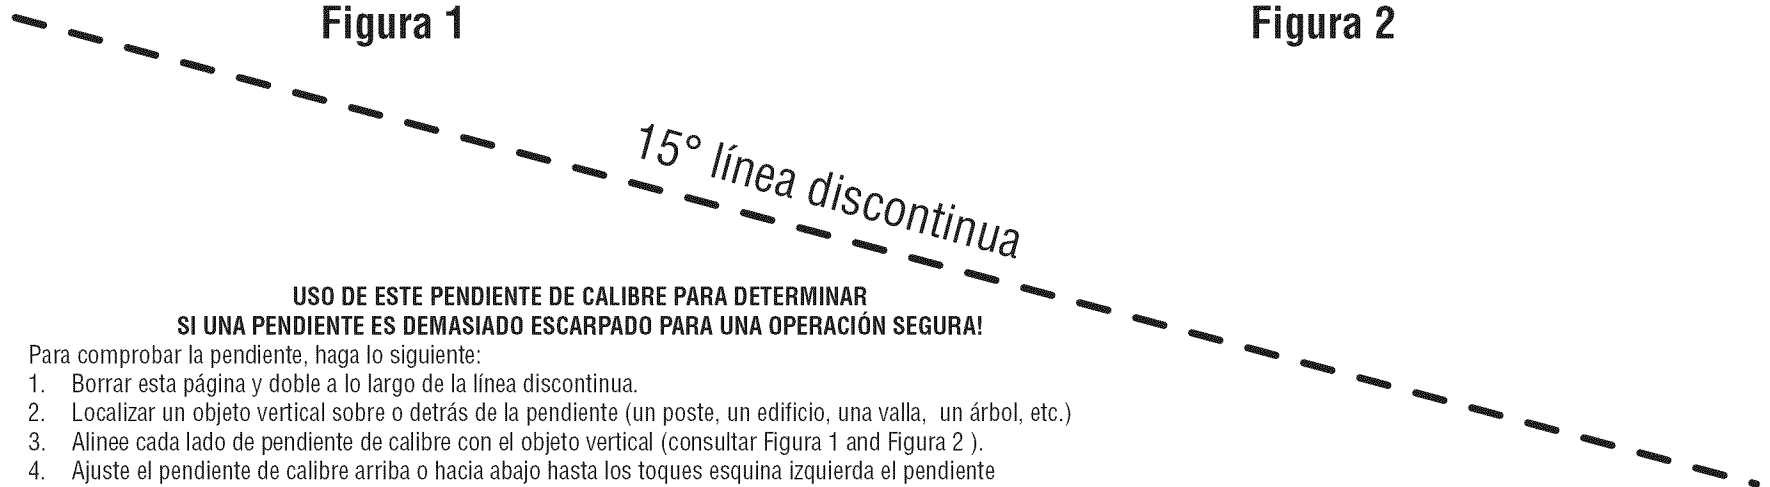 Figura 1
Figura 2
15° línea discontinua
USO DE ESTE PENDIENTE DE CALIBRE PARA DETERMINAR
SI UNA PENDIENTE ES DEMASIADO ESCARPADO PARA UNA OPERACIÓN SEGURA!
Para comprobar la pendiente, haga lo siguiente:
1. Borrar esta página y doble a lo largo de la línea discontinua.
2. Localizar un objeto vertical sobre o detrás de la pendiente (un poste, un edificio, una valla, un árbol, etc.)
3. Alinee cada lado de pendiente de calibre con el objeto vertical (consultar Figura 1 and Figura 2 ).
4. Ajuste el pendiente de calibre arriba o hacia abajo hasta los toques esquina izquierda el pendiente